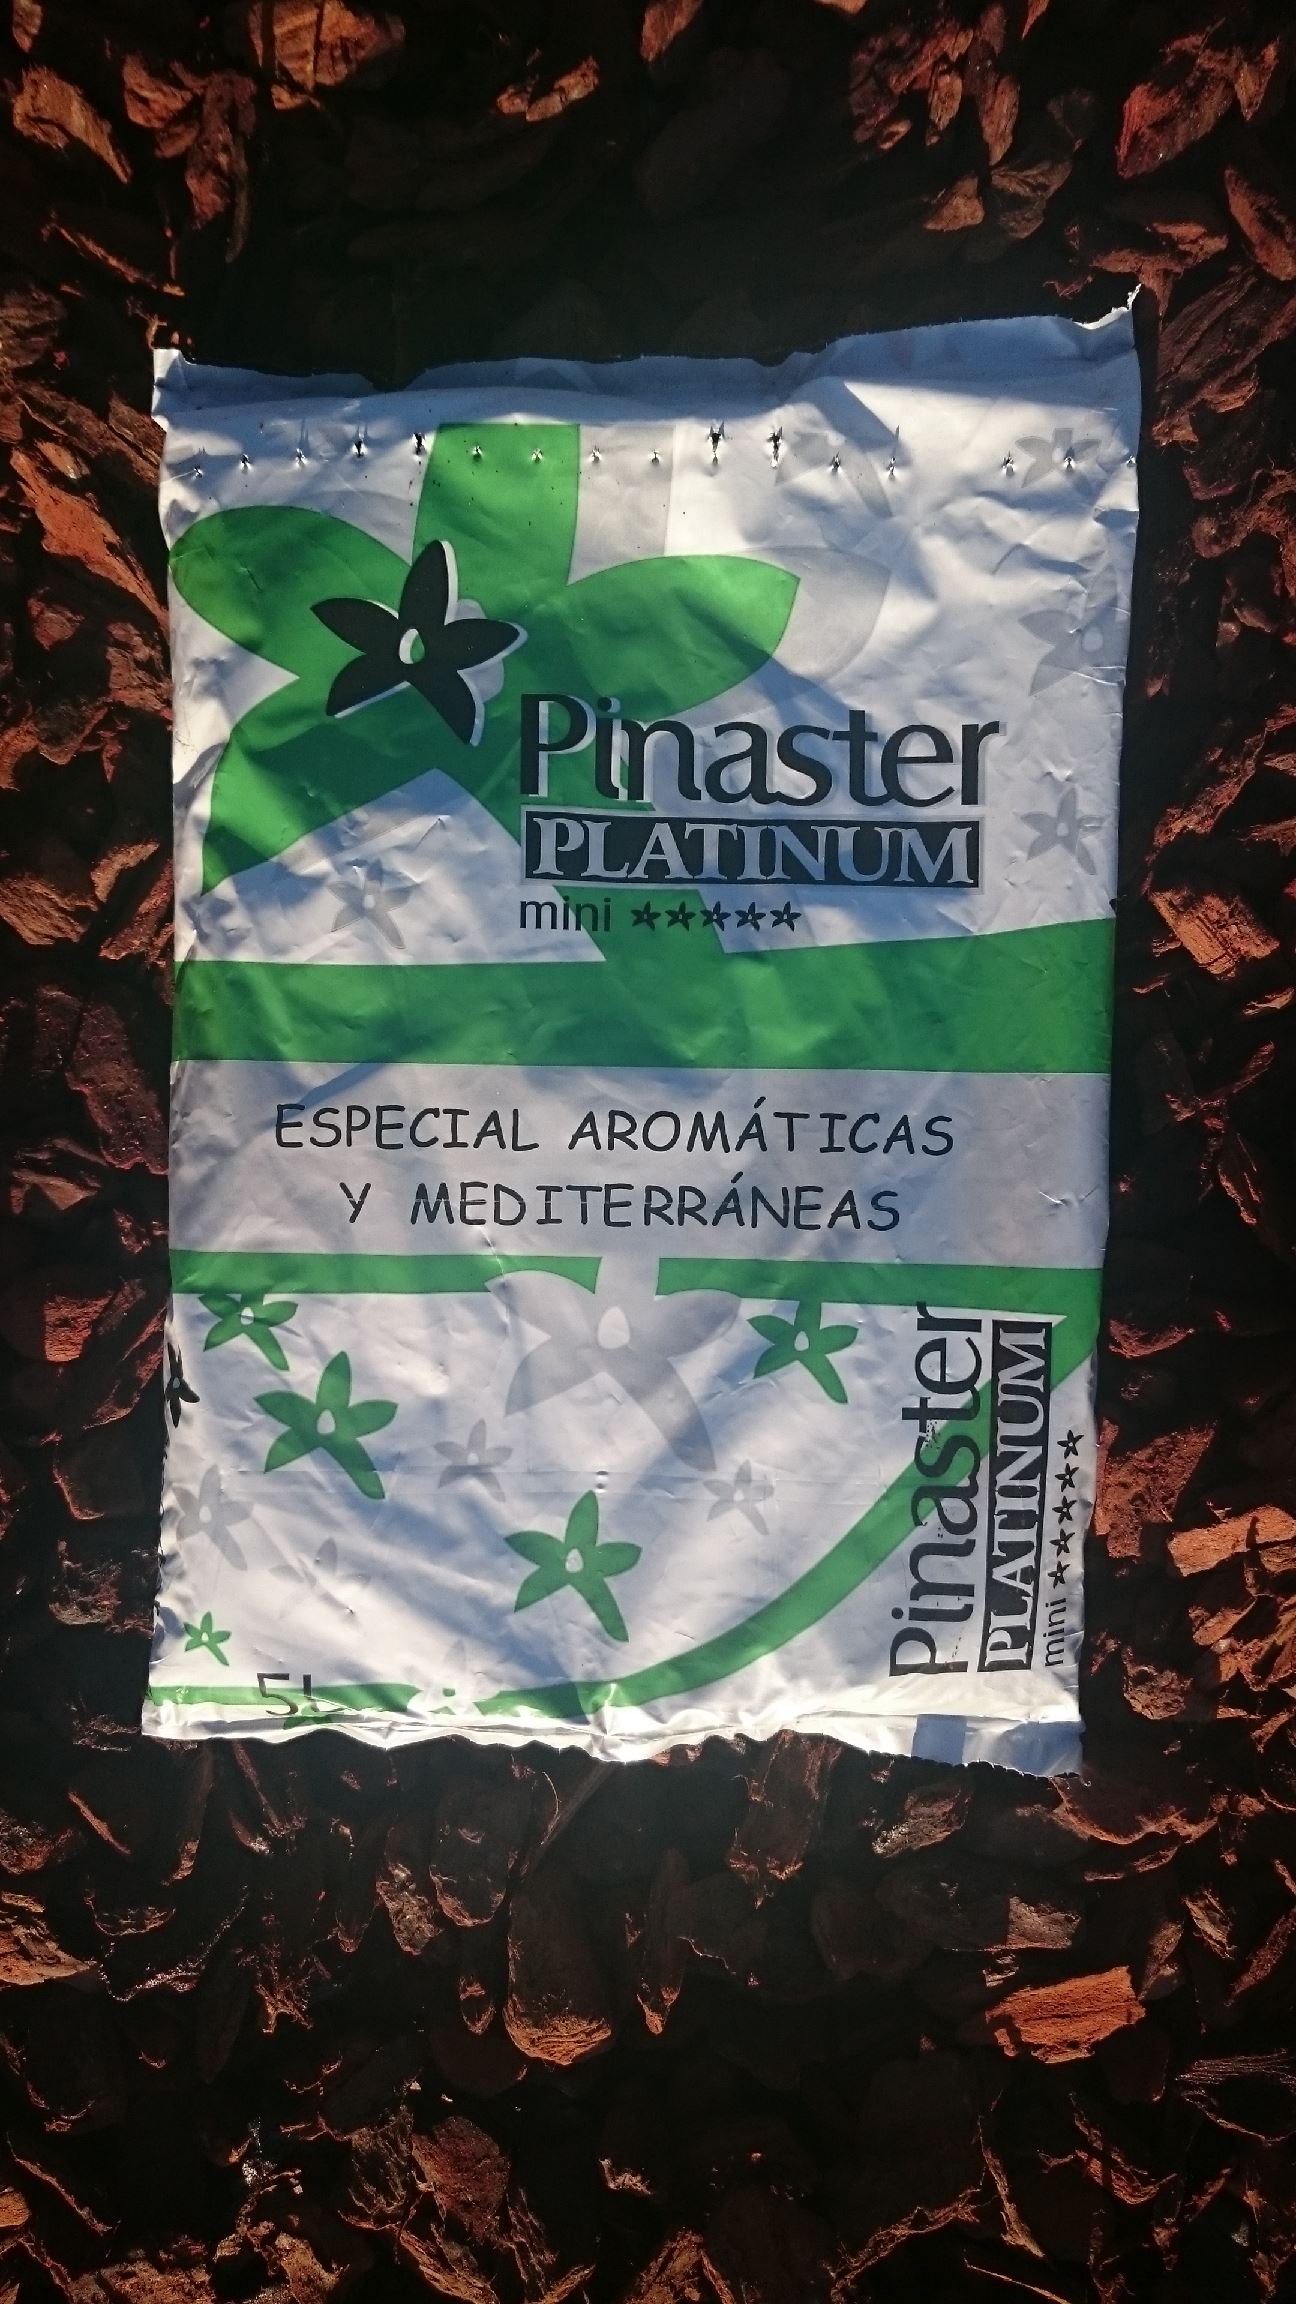 Pinaster
PLATINUM
mini
ESPECIAL AROMÁTICAS
Y MEDITERRÁNEAS
Pinaster
PLATINUM
mini
5L